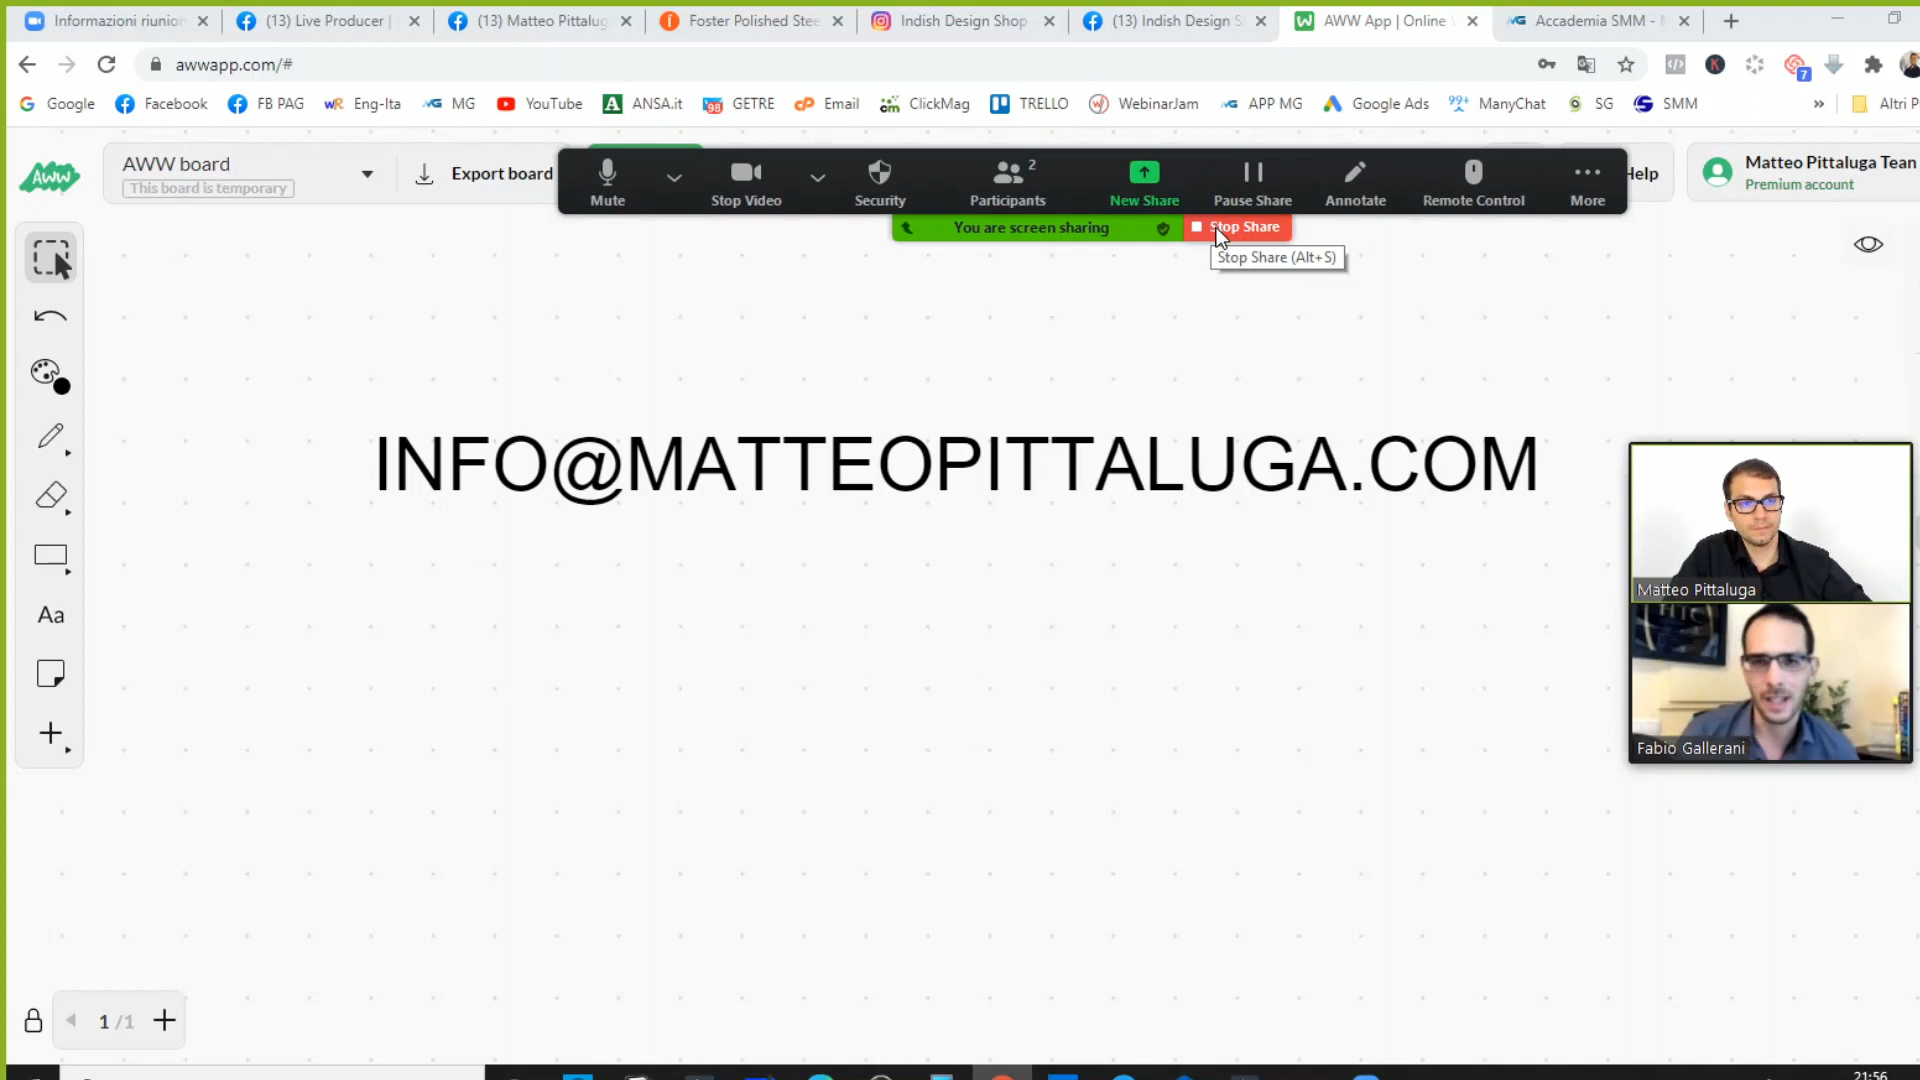 Informazioni riunion
(13) Live Producer |
(13) Matteo Pittalug
Foster Polished Stee
Indish Design Shop
(13) Indish Design S
AWW App | Online
Accademia SMM -
awwapp.com/#
7
Google
Facebook
FB PAG
Eng-Ita
MG
YouTube
ANSA.it
GETRE
Email
ClickMag
TRELLO
WebinarJam
APP MG
Google Ads
ManyChat
SG
SMM
»
Altri P
AWW
AWW board
This board is temporary
Export board
Mute
Stop Video
Security
Participants
2
New Share
Pause Share
Annotate
Remote Control
More
Help
Matteo Pittaluga Tean
Premium account
You are screen sharing
Stop Share
Stop Share (Alt+S)
INFO@MATTEOPITTALUGA.COM
Aa
Matteo Pittaluga
Fabio Gallerani
1 /1
21:56